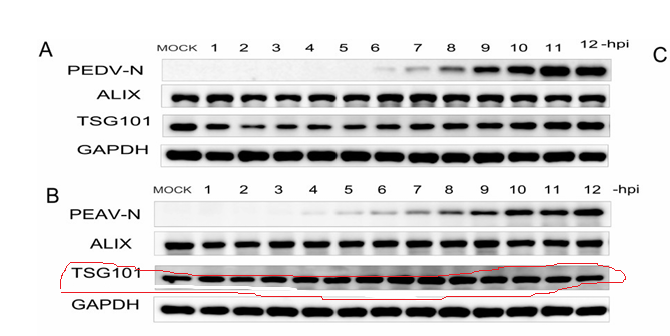 A C
MOCK 1 2 3 4 5 6 7 8 9 10 11 12 -hpi
PEDV-N
ALIX
TSG101
GAPDH
B
MOCK 1 2 3 4 5 6 7 8 9 10 11 12 -hpi
PEAV-N
ALIX
TSG101
GAPDH